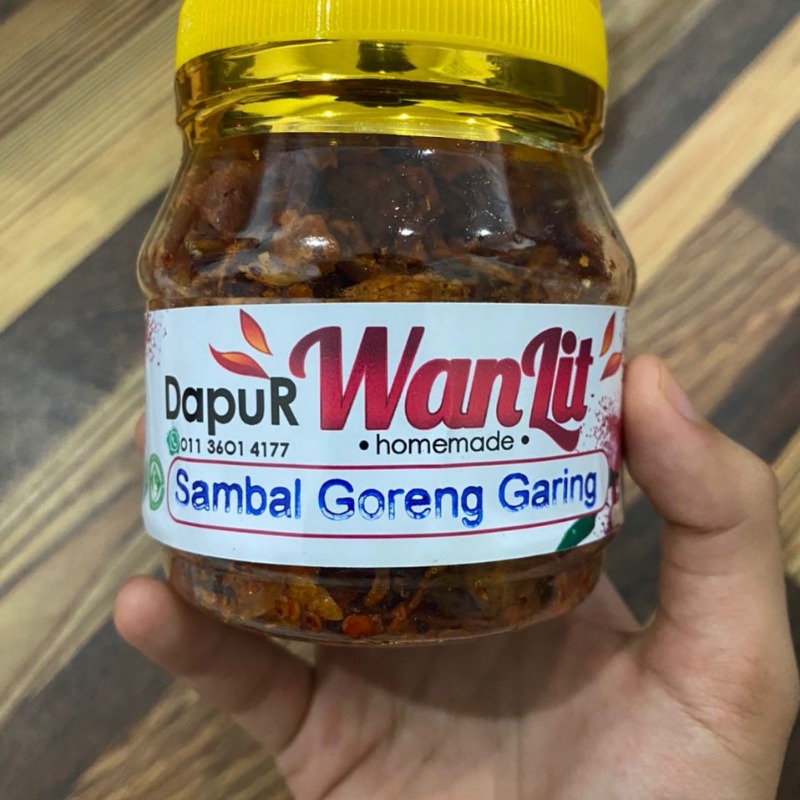 DapuR WanLit
011 3601 4177
• homemade •
Sambal Goreng Garing